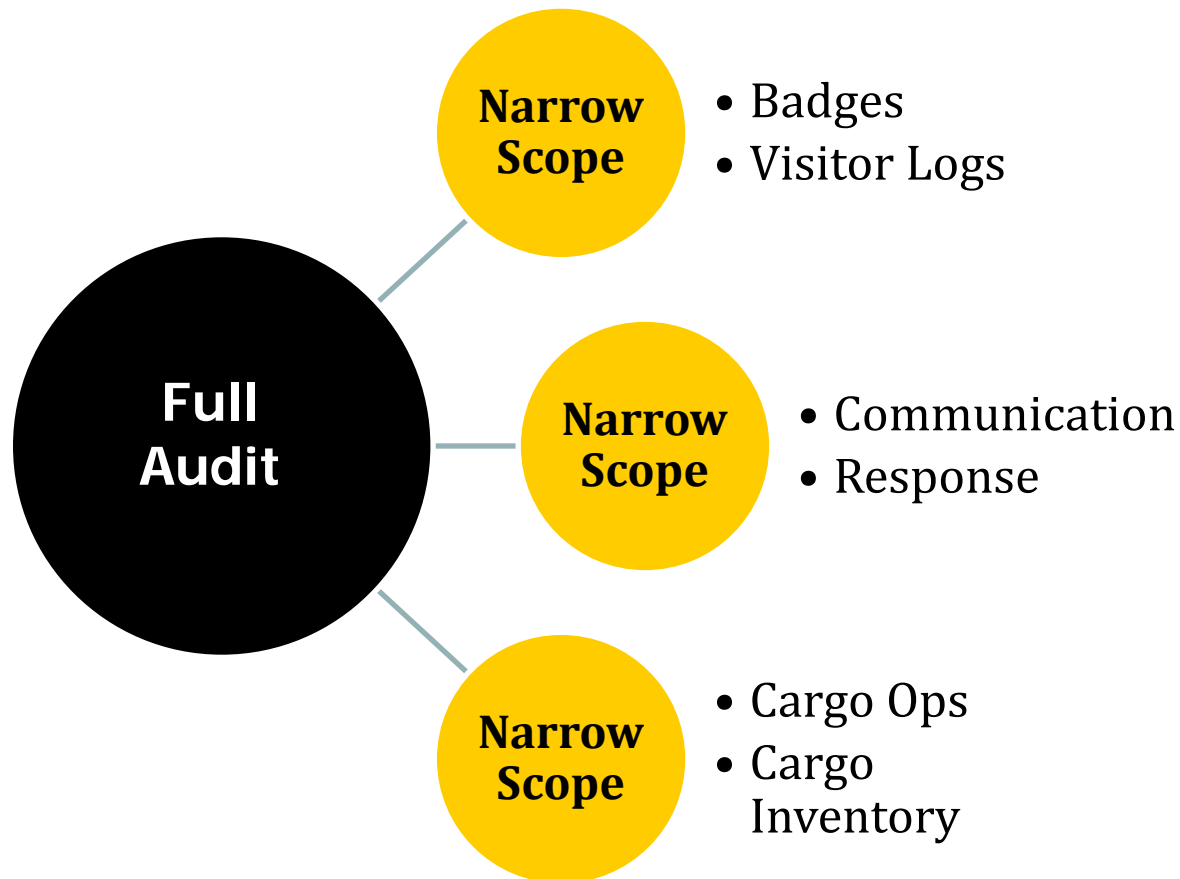 Narrow
Scope
• Badges
• Visitor Logs
Full
Audit
Narrow
Scope
• Communication
• Response
Narrow
Scope
• Cargo Ops
• Cargo
Inventory